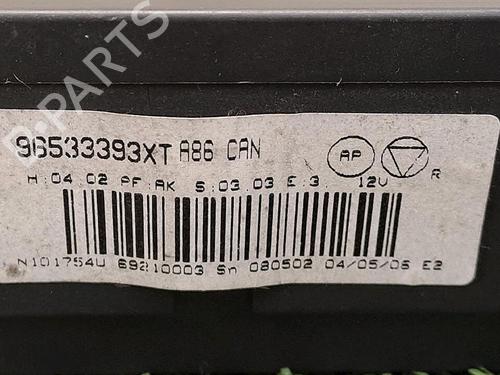 B-PARTS
96533393XT A86 CAN AP
H:04.02 PF:AK S:03.03 E:3. 12V R
N101754U 69210003 Sn 080502 04/05/06 E2